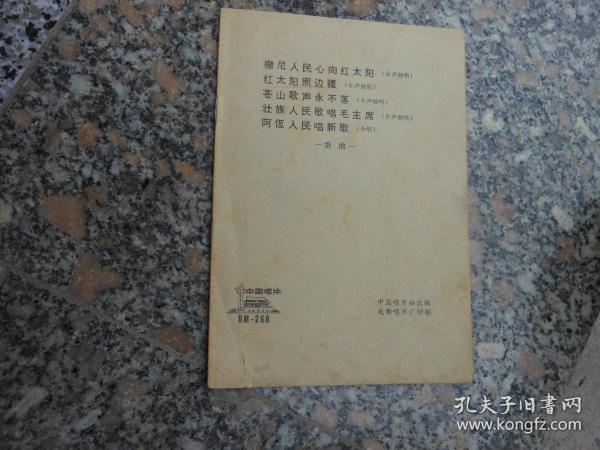 撒尼人民心向红太阳(女声独唱)
红太阳照边疆(女声独唱)
苍山歌声永不落(女声独唱)
壮族人民歌唱毛主席(女声独唱)
阿佤人民唱新歌(合唱)
—歌曲—
中国唱片
BM-268
中国唱片社出版
成都唱片厂印制
孔夫子旧书网
www.kongfz.com